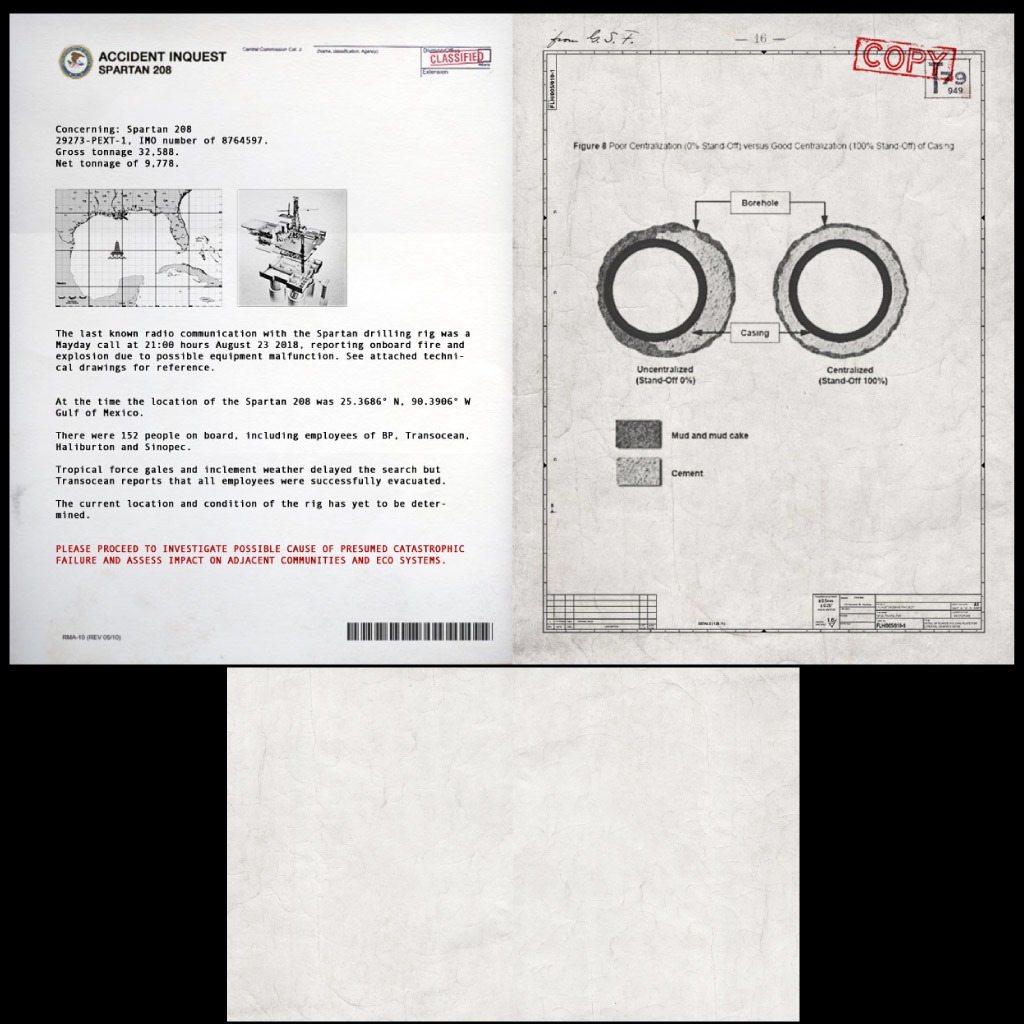 ACCIDENT INQUEST
SPARTAN 208
Central Commission Cat. 2
(Name, classification, Agency)
CLASSIFIED
Extension
Concerning: Spartan 208
29273-PEXT-1, IMO number of 8764597.
Gross tonnage 32,588.
Net tonnage of 9,778.
The last known radio communication with the Spartan drilling rig was a
Mayday call at 21:00 hours August 23 2018, reporting onboard fire and
explosion due to possible equipment malfunction. See attached techni-
cal drawings for reference.
At the time the location of the Spartan 208 was 25.3686° N, 90.3906° W
Gulf of Mexico.
There were 152 people on board, including employees of BP, Transocean,
Haliburton and Sinopec.
Tropical force gales and inclement weather delayed the search but
Transocean reports that all employees were successfully evacuated.
The current location and condition of the rig has yet to be deter-
mined.
PLEASE PROCEED TO INVESTIGATE POSSIBLE CAUSE OF PRESUMED CATASTROPHIC
FAILURE AND ASSESS IMPACT ON ADJACENT COMMUNITIES AND ECO SYSTEMS.
RMA-10 (REV 05/10)
from G.S.F.
— 16 —
COPY
T 79
949
Figure 8 Poor Centralization (0% Stand-Off) versus Good Centralization (100% Stand-Off) of Casing
Borehole
Casing
Uncentralized
(Stand-Off 0%)
Centralized
(Stand-Off 100%)
Mud and mud cake
Cement